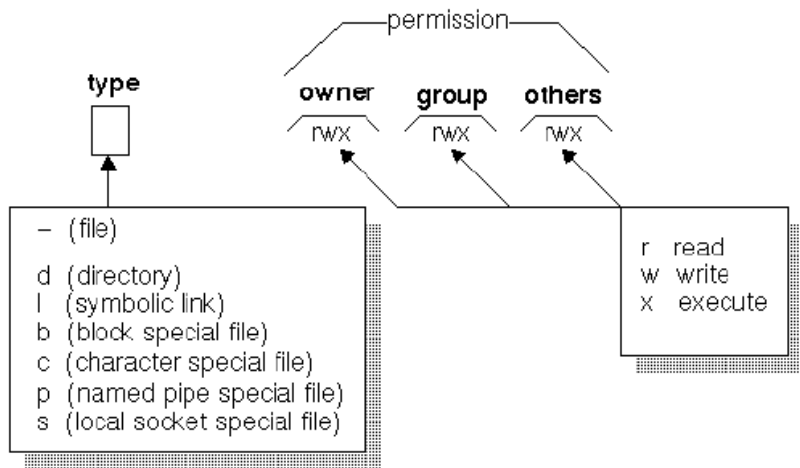 permission
type
owner group others
rwx rwx rwx
– (file)
d (directory)
l (symbolic link)
b (block special file)
c (character special file)
p (named pipe special file)
s (local socket special file)
r read
w write
x execute